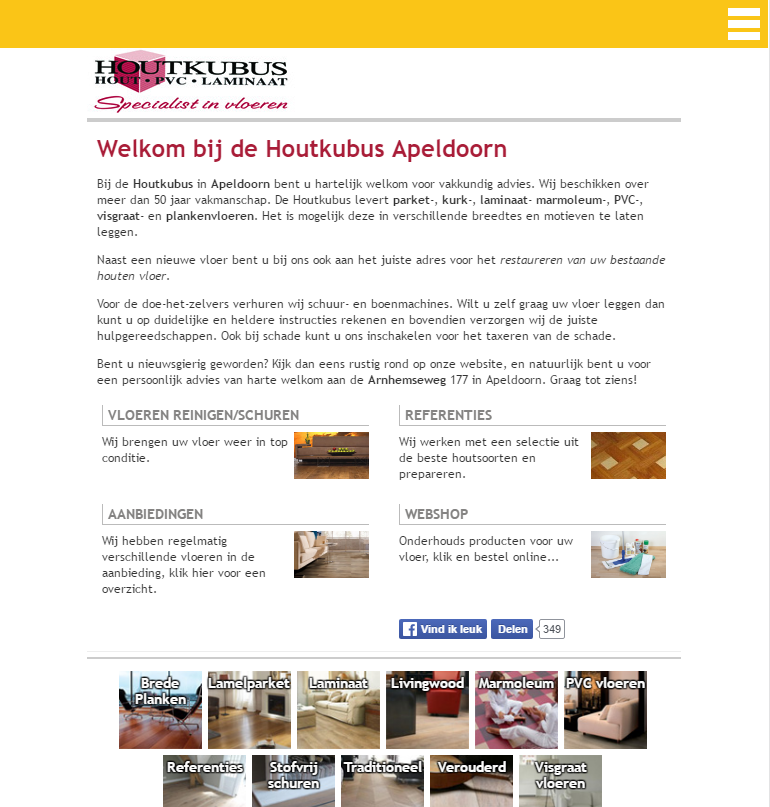 HOUTKUBUS
HOUT • PVC • LAMINAAT
Specialist in vloeren
Welkom bij de Houtkubus Apeldoorn
Bij de Houtkubus in Apeldoorn bent u hartelijk welkom voor vakkundig advies. Wij beschikken over
meer dan 50 jaar vakmanschap. De Houtkubus levert parket-, kurk-, laminaat- marmoleum-, PVC-,
visgraat- en plankenvloeren. Het is mogelijk deze in verschillende breedtes en motieven te laten
leggen.
Naast een nieuwe vloer bent u bij ons ook aan het juiste adres voor het restaureren van uw bestaande
houten vloer.
Voor de doe-het-zelvers verhuren wij schuur- en boenmachines. Wilt u zelf graag uw vloer leggen dan
kunt u op duidelijke en heldere instructies rekenen en bovendien verzorgen wij de juiste
hulpgereedschappen. Ook bij schade kunt u ons inschakelen voor het taxeren van de schade.
Bent u nieuwsgierig geworden? Kijk dan eens rustig rond op onze website, en natuurlijk bent u voor
een persoonlijk advies van harte welkom aan de Arnhemseweg 177 in Apeldoorn. Graag tot ziens!
VLOEREN REINIGEN/SCHUREN
Wij brengen uw vloer weer in top
conditie.
REFERENTIES
Wij werken met een selectie uit
de beste houtsoorten en
prepareren.
AANBIEDINGEN
Wij hebben regelmatig
verschillende vloeren in de
aanbieding, klik hier voor een
overzicht.
WEBSHOP
Onderhouds producten voor uw
vloer, klik en bestel online...
Vind ik leuk Delen 349
Brede
Planken
Lamelparket
Laminaat
Livingwood
Marmoleum
PVC vloeren
Referenties
Stofvrij
schuren
Traditioneel
Verouderd
Visgraat
vloeren